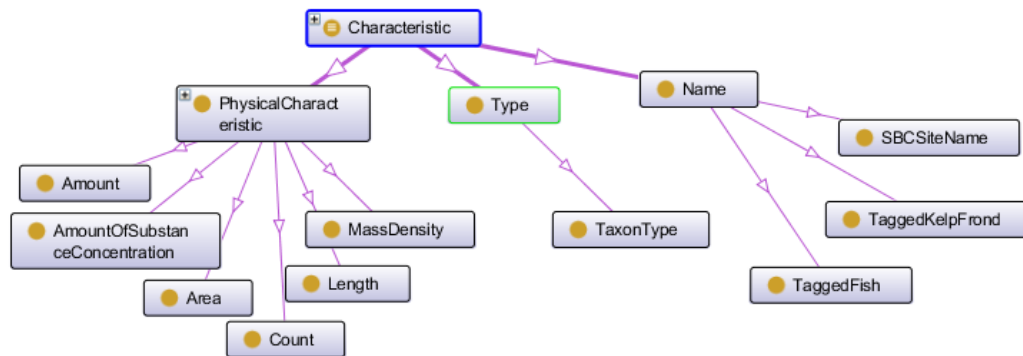 Characteristic
PhysicalCharact
eristic
Type
Name
SBCSiteName
Amount
AmountOfSubstan
ceConcentration
MassDensity
TaxonType
TaggedKelpFrond
Area
Length
TaggedFish
Count